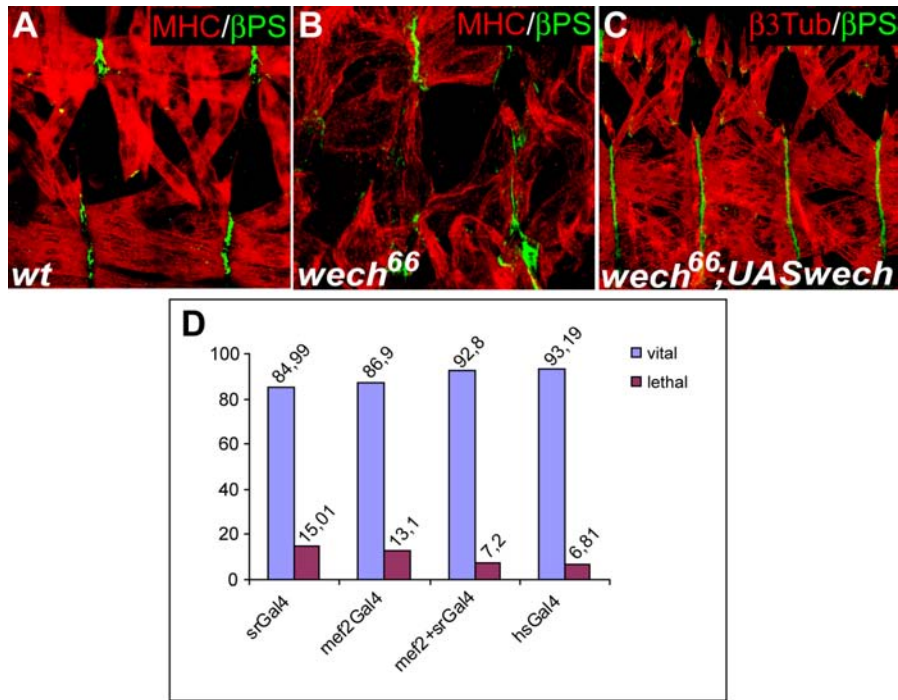 A MHC/βPS
wt
B MHC/βPS
wech66
C β3Tub/βPS
wech66;UASwech
D
100
80
60
40
20
0
84,99
15,01
86,9
13,1
92,8
7,2
93,19
6,81
srGal4
mef2Gal4
mef2+srGal4
hsGal4
vital
lethal